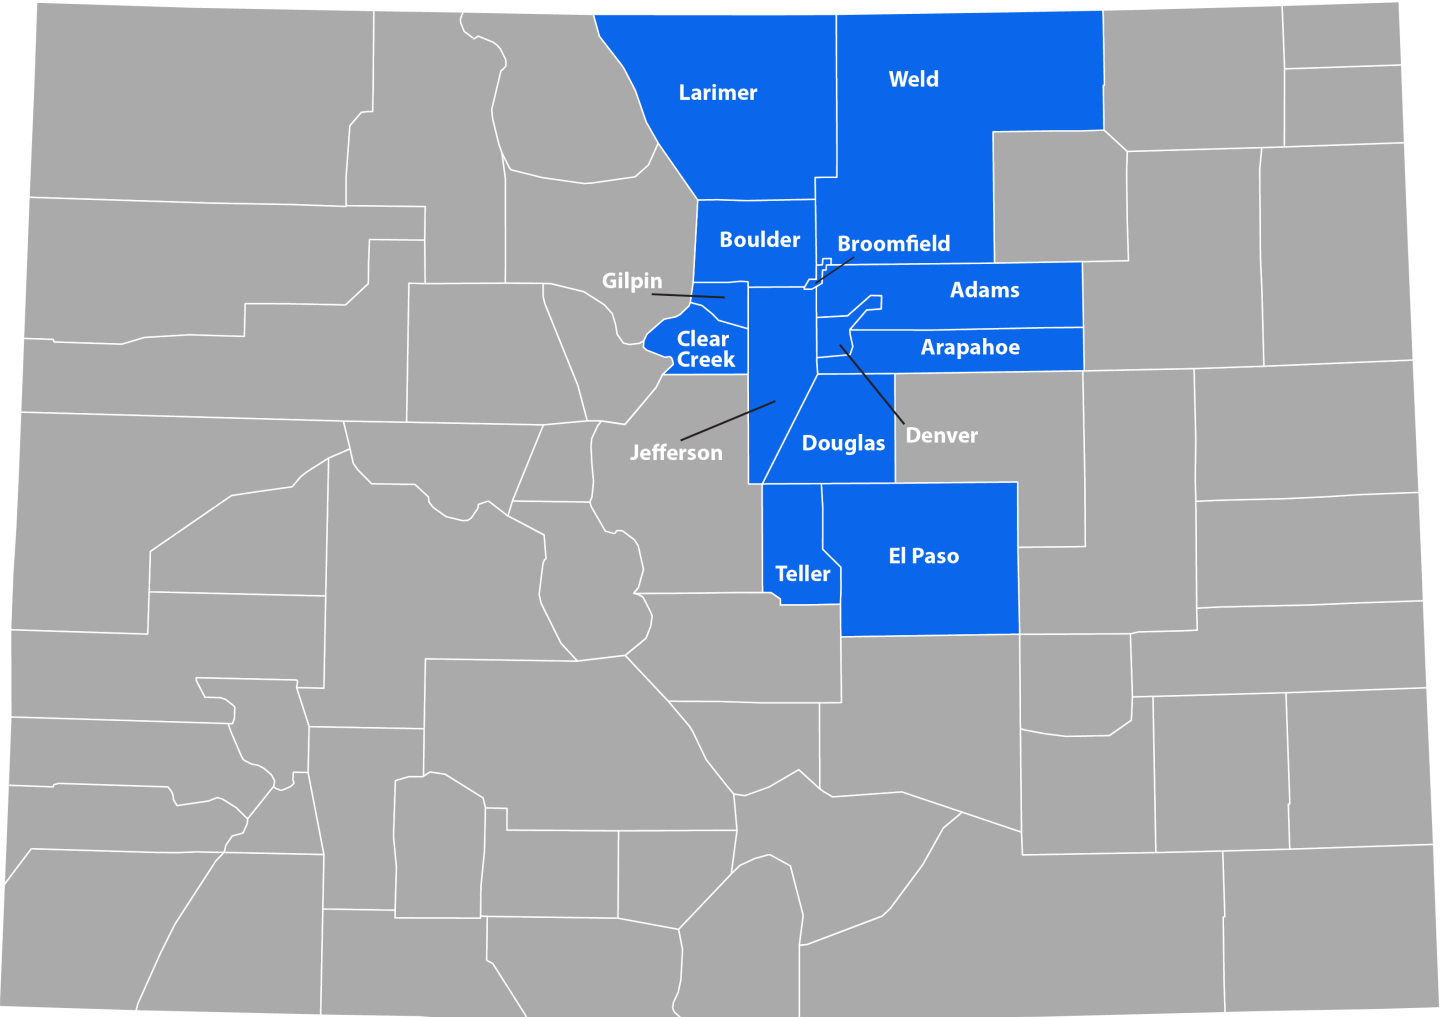 Larimer
Weld
Boulder
Broomfield
Gilpin
Adams
Clear
Creek
Arapahoe
Jefferson
Douglas
Denver
Teller
El Paso